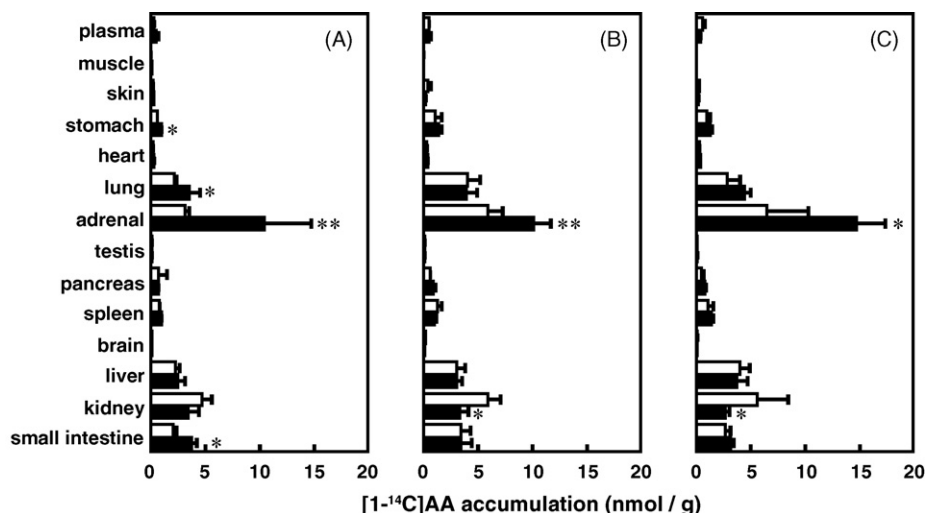 (A) (B) (C)
plasma
muscle
skin
stomach *
heart
lung *
adrenal ** ** *
testis
pancreas
spleen
brain
liver
kidney * *
small intestine *
0 5 10 15 20 0 5 10 15 20 0 5 10 15 20
[1-¹⁴C]AA accumulation (nmol / g)